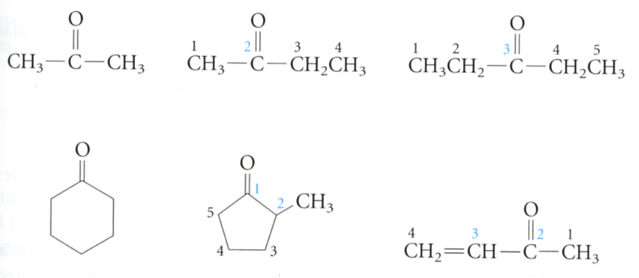 O
CH3—C—CH3
O
1 2 3 4
CH3—C—CH2CH3
O
1 2 3 4 5
CH3CH2—C—CH2CH3
O
O
1
2 CH3
5
4 3
O
4 3 2 1
CH2=CH—C—CH3